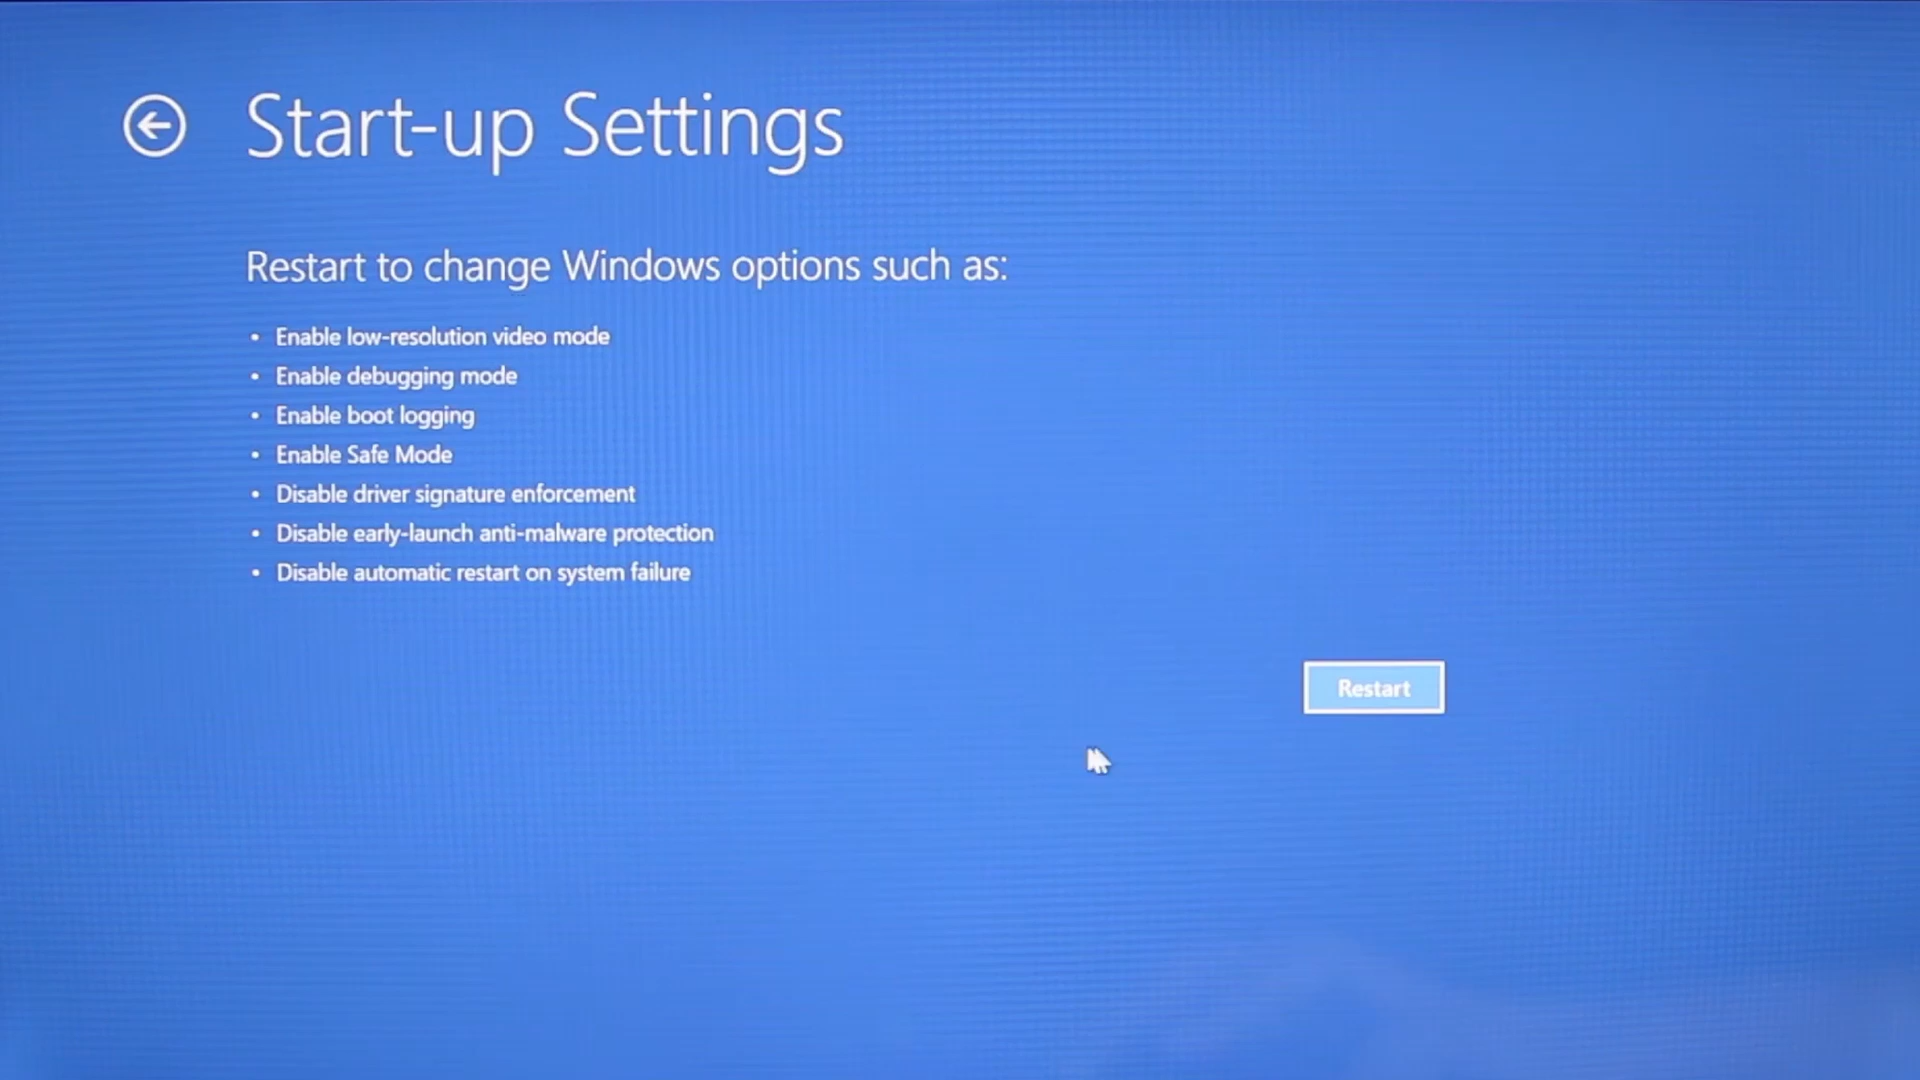 Start-up Settings
Restart to change Windows options such as:
• Enable low-resolution video mode
• Enable debugging mode
• Enable boot logging
• Enable Safe Mode
• Disable driver signature enforcement
• Disable early-launch anti-malware protection
• Disable automatic restart on system failure
Restart